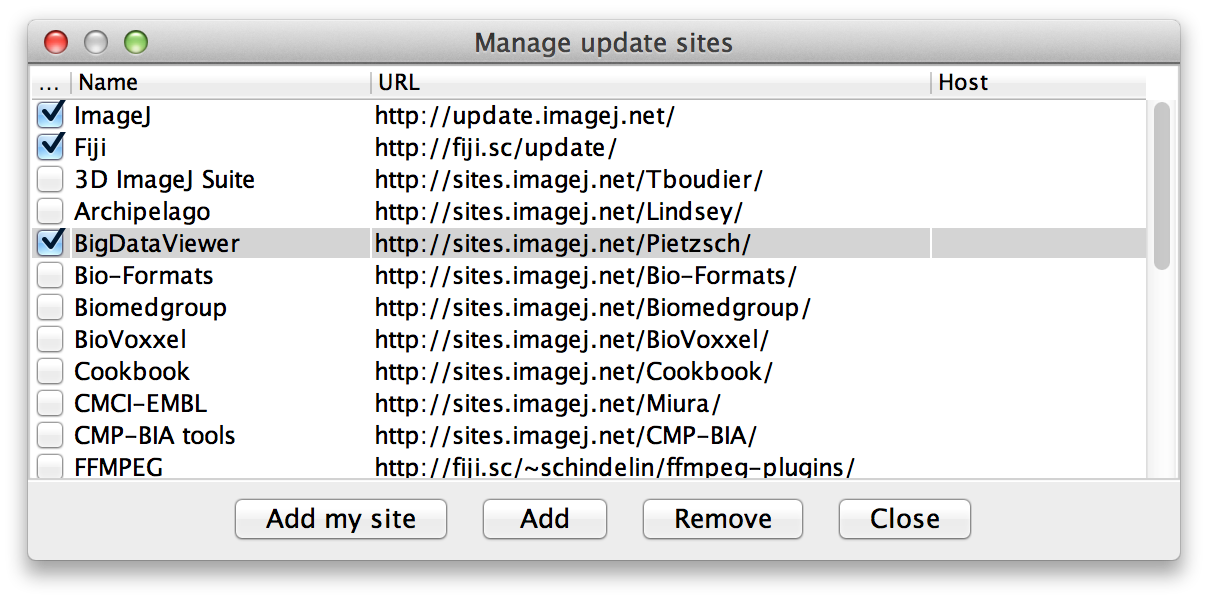 Manage update sites
... Name URL Host
ImageJ http://update.imagej.net/
Fiji http://fiji.sc/update/
3D ImageJ Suite http://sites.imagej.net/Tboudier/
Archipelago http://sites.imagej.net/Lindsey/
BigDataViewer http://sites.imagej.net/Pietzsch/
Bio-Formats http://sites.imagej.net/Bio-Formats/
Biomedgroup http://sites.imagej.net/Biomedgroup/
BioVoxxel http://sites.imagej.net/BioVoxxel/
Cookbook http://sites.imagej.net/Cookbook/
CMCI-EMBL http://sites.imagej.net/Miura/
CMP-BIA tools http://sites.imagej.net/CMP-BIA/
FFMPEG http://fiji.sc/~schindelin/ffmpeg-plugins/
Add my site Add Remove Close